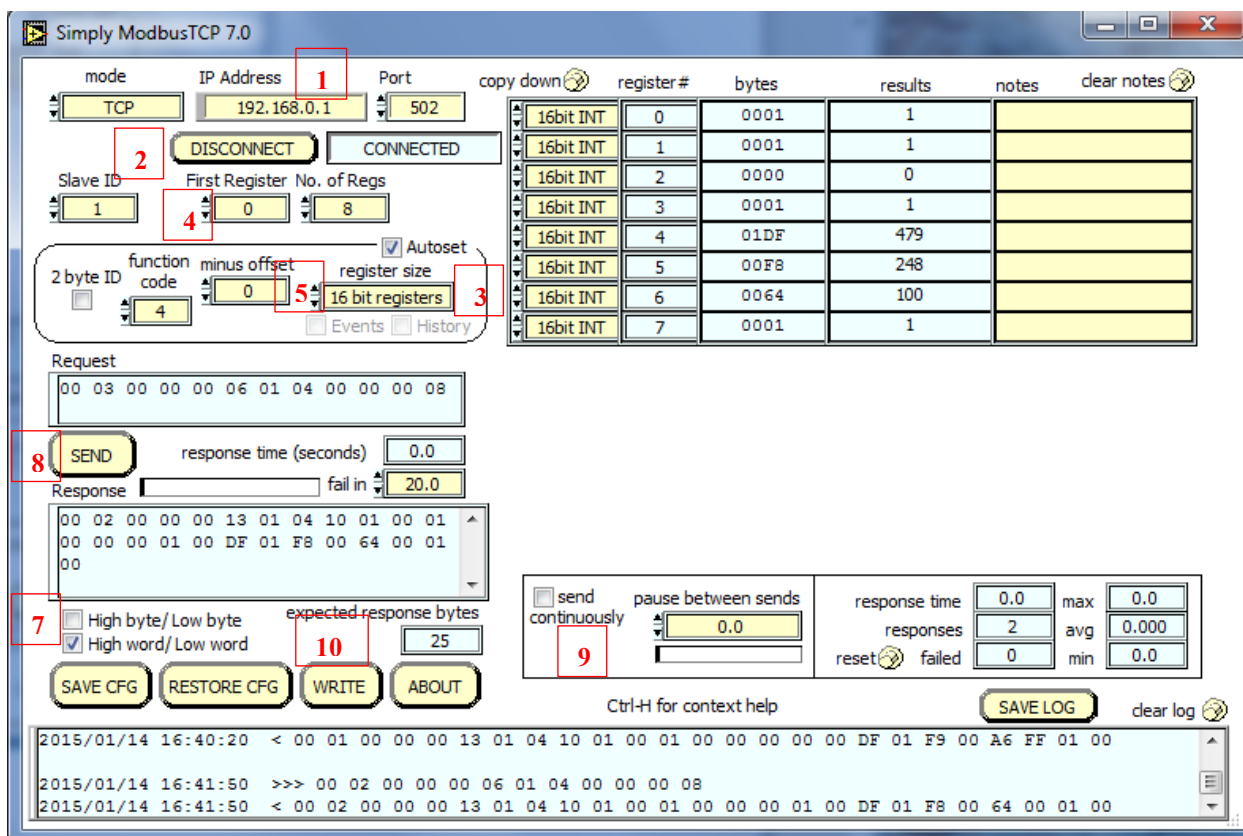 Simply ModbusTCP 7.0
mode IP Address 1 Port
TCP 192.168.0.1 502
2 DISCONNECT CONNECTED
Slave ID First Register No. of Regs
1 4 0 8
Autoset
2 byte ID function code minus offset register size
4 0 5 16 bit registers 3
Events History
copy down register # bytes results notes clear notes
16bit INT 0 0001 1
16bit INT 1 0001 1
16bit INT 2 0000 0
16bit INT 3 0001 1
16bit INT 4 01DF 479
16bit INT 5 00F8 248
16bit INT 6 0064 100
16bit INT 7 0001 1
Request
00 03 00 00 00 06 01 04 00 00 00 08
8 SEND response time (seconds) 0.0
Response fail in 20.0
00 02 00 00 00 13 01 04 10 01 00 01
00 00 00 01 00 DF 01 F8 00 64 00 01
00
7 High byte/ Low byte expected response bytes
High word/ Low word 10 25
SAVE CFG RESTORE CFG WRITE ABOUT
send continuously pause between sends
9 0.0
response time 0.0 max 0.0
responses 2 avg 0.000
reset failed 0 min 0.0
Ctrl-H for context help SAVE LOG clear log
2015/01/14 16:40:20 < 00 01 00 00 00 13 01 04 10 01 00 01 00 00 00 00 00 DF 01 F9 00 A6 FF 01 00
2015/01/14 16:41:50 >>> 00 02 00 00 00 06 01 04 00 00 00 08
2015/01/14 16:41:50 < 00 02 00 00 00 13 01 04 10 01 00 01 00 00 00 01 00 DF 01 F8 00 64 00 01 00